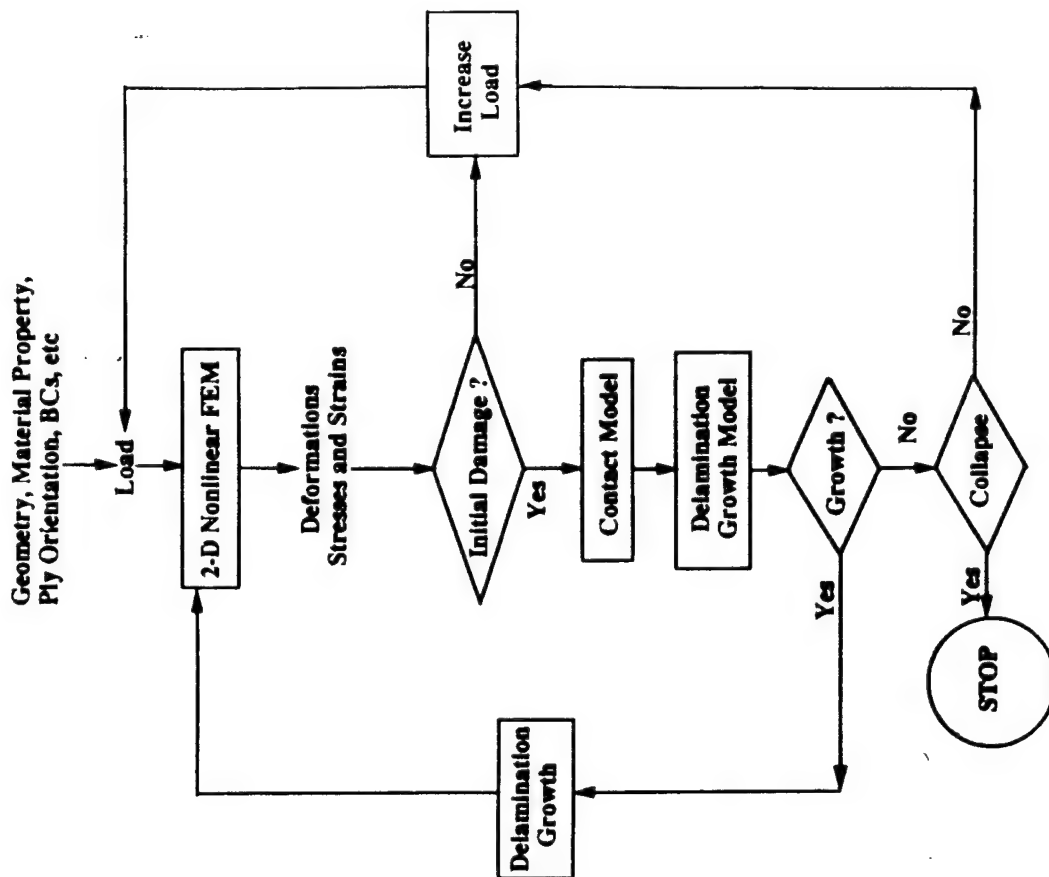 Geometry, Material Property,
Ply Orientation, BCs, etc
Load
2-D Nonlinear FEM
Deformations
Stresses and Strains
Initial Damage ?
No
Increase
Load
Yes
Contact Model
Delamination
Growth Model
Growth ?
Yes
Delamination
Growth
No
Collapse
No
Yes
STOP